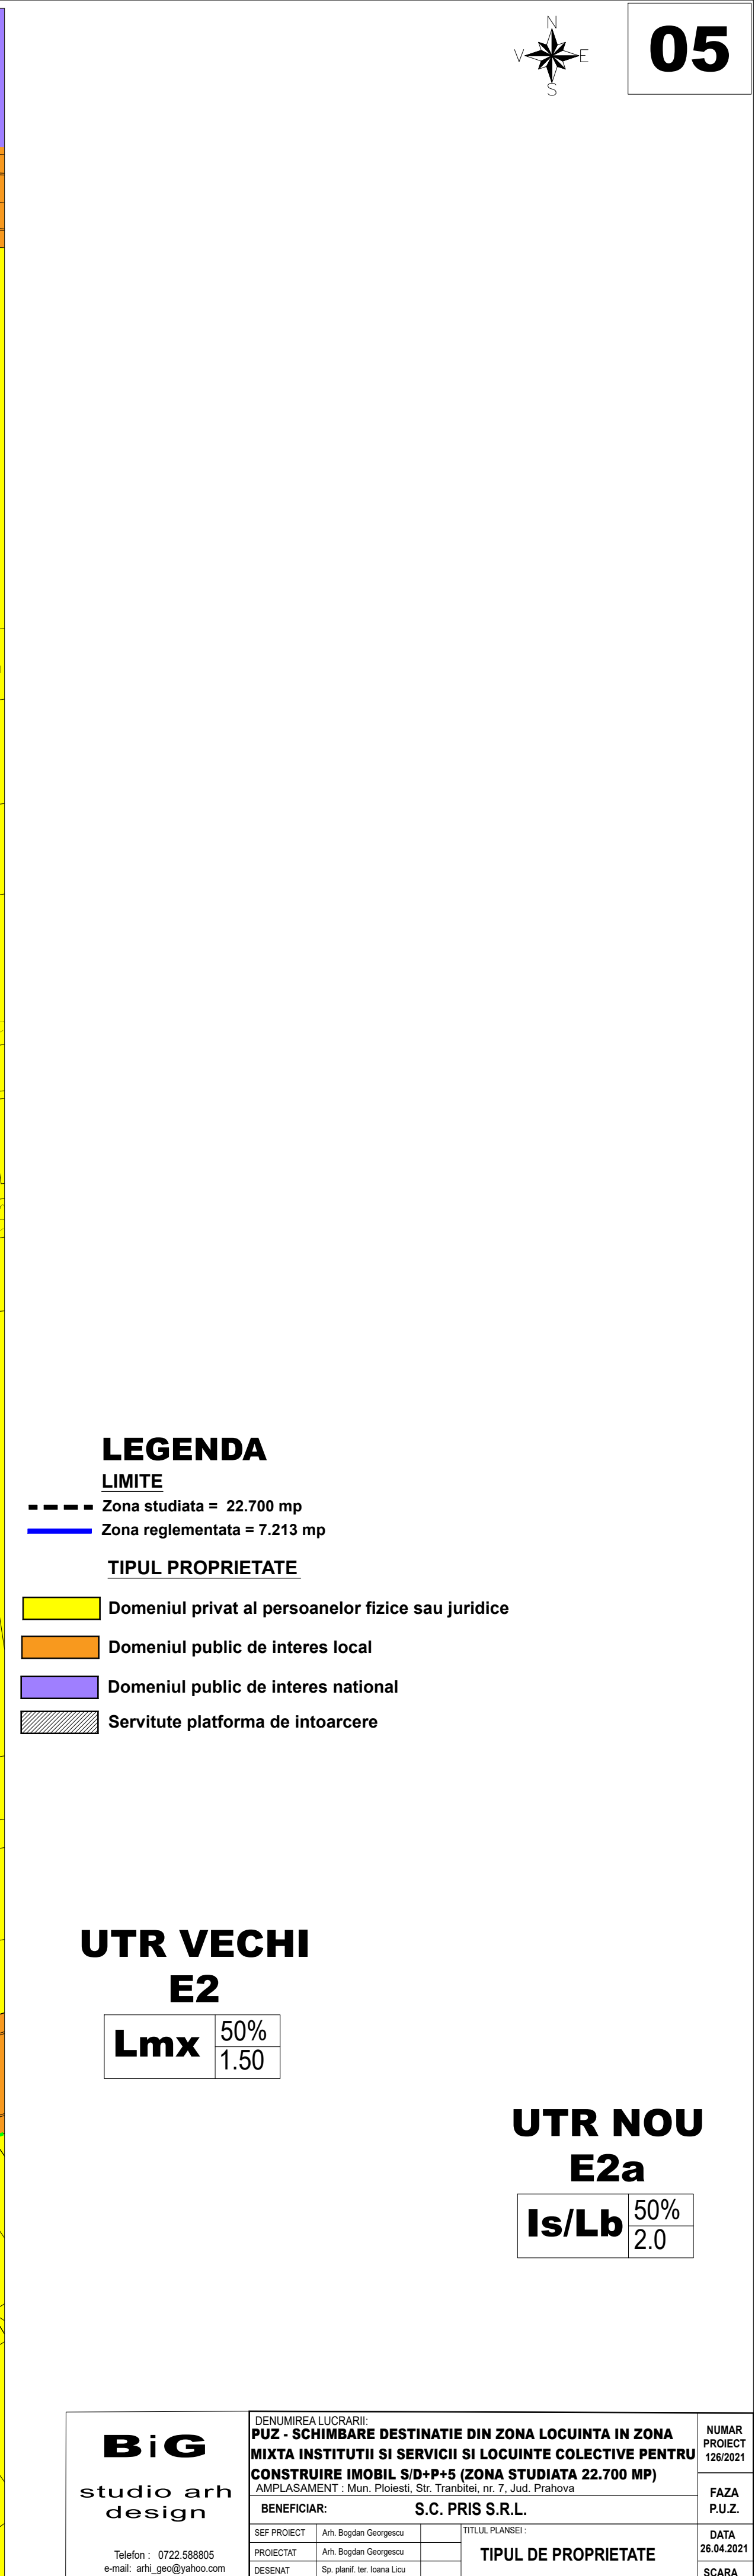 N
V E
S
05
LEGENDA
LIMITE
Zona studiata = 22.700 mp
Zona reglementata = 7.213 mp
TIPUL PROPRIETATE
Domeniul privat al persoanelor fizice sau juridice
Domeniul public de interes local
Domeniul public de interes national
Servitute platforma de intoarcere
UTR VECHI
E2
Lmx
50%
1.50
UTR NOU
E2a
Is/Lb
50%
2.0
BiG
studio arh
design
Telefon : 0722.588805
e-mail: arhi_geo@yahoo.com
DENUMIREA LUCRARII:
PUZ - SCHIMBARE DESTINATIE DIN ZONA LOCUINTA IN ZONA
MIXTA INSTITUTII SI SERVICII SI LOCUINTE COLECTIVE PENTRU
CONSTRUIRE IMOBIL S/D+P+5 (ZONA STUDIATA 22.700 MP)
AMPLASAMENT : Mun. Ploiesti, Str. Tranbitei, nr. 7, Jud. Prahova
BENEFICIAR: S.C. PRIS S.R.L.
SEF PROIECT Arh. Bogdan Georgescu
PROIECTAT Arh. Bogdan Georgescu
DESENAT Sp. planif. ter. Ioana Licu
TITLUL PLANSEI :
TIPUL DE PROPRIETATE
NUMAR
PROIECT
126/2021
FAZA
P.U.Z.
DATA
26.04.2021
SCARA